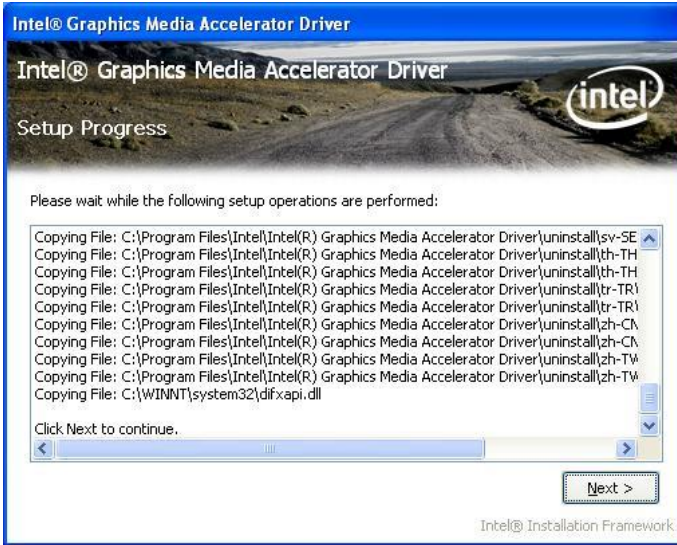 Intel® Graphics Media Accelerator Driver
Intel® Graphics Media Accelerator Driver
intel
Setup Progress
Please wait while the following setup operations are performed:
Copying File: C:\Program Files\Intel\Intel(R) Graphics Media Accelerator Driver\uninstall\sv-SE
Copying File: C:\Program Files\Intel\Intel(R) Graphics Media Accelerator Driver\uninstall\th-TH
Copying File: C:\Program Files\Intel\Intel(R) Graphics Media Accelerator Driver\uninstall\th-TH
Copying File: C:\Program Files\Intel\Intel(R) Graphics Media Accelerator Driver\uninstall\tr-TR\
Copying File: C:\Program Files\Intel\Intel(R) Graphics Media Accelerator Driver\uninstall\tr-TR\
Copying File: C:\Program Files\Intel\Intel(R) Graphics Media Accelerator Driver\uninstall\zh-CN
Copying File: C:\Program Files\Intel\Intel(R) Graphics Media Accelerator Driver\uninstall\zh-CN
Copying File: C:\Program Files\Intel\Intel(R) Graphics Media Accelerator Driver\uninstall\zh-TW
Copying File: C:\Program Files\Intel\Intel(R) Graphics Media Accelerator Driver\uninstall\zh-TW
Copying File: C:\WINNT\system32\difxapi.dll
Click Next to continue.
Next >
Intel® Installation Framework